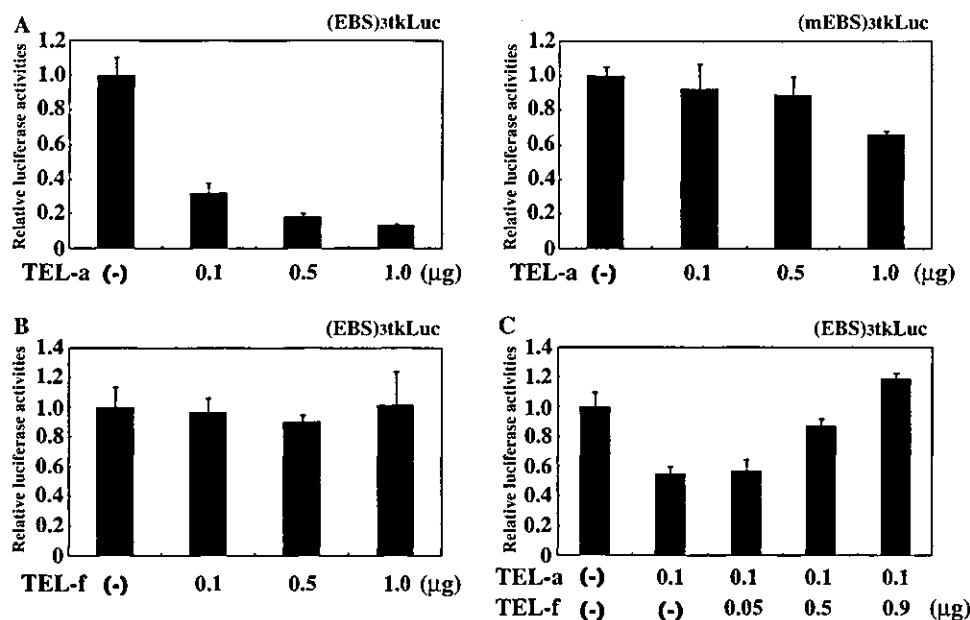 A (EBS)3tkLuc
Relative luciferase activities
1.2
1.0
0.8
0.6
0.4
0.2
0
TEL-a (-) 0.1 0.5 1.0 (μg)
(mEBS)3tkLuc
Relative luciferase activities
1.2
1.0
0.8
0.6
0.4
0.2
0
TEL-a (-) 0.1 0.5 1.0 (μg)
B (EBS)3tkLuc
Relative luciferase activities
1.4
1.2
1.0
0.8
0.6
0.4
0.2
0
TEL-f (-) 0.1 0.5 1.0 (μg)
C (EBS)3tkLuc
Relative luciferase activities
1.4
1.2
1.0
0.8
0.6
0.4
0.2
0
TEL-a (-) 0.1 0.1 0.1 0.1
TEL-f (-) (-) 0.05 0.5 0.9 (μg)